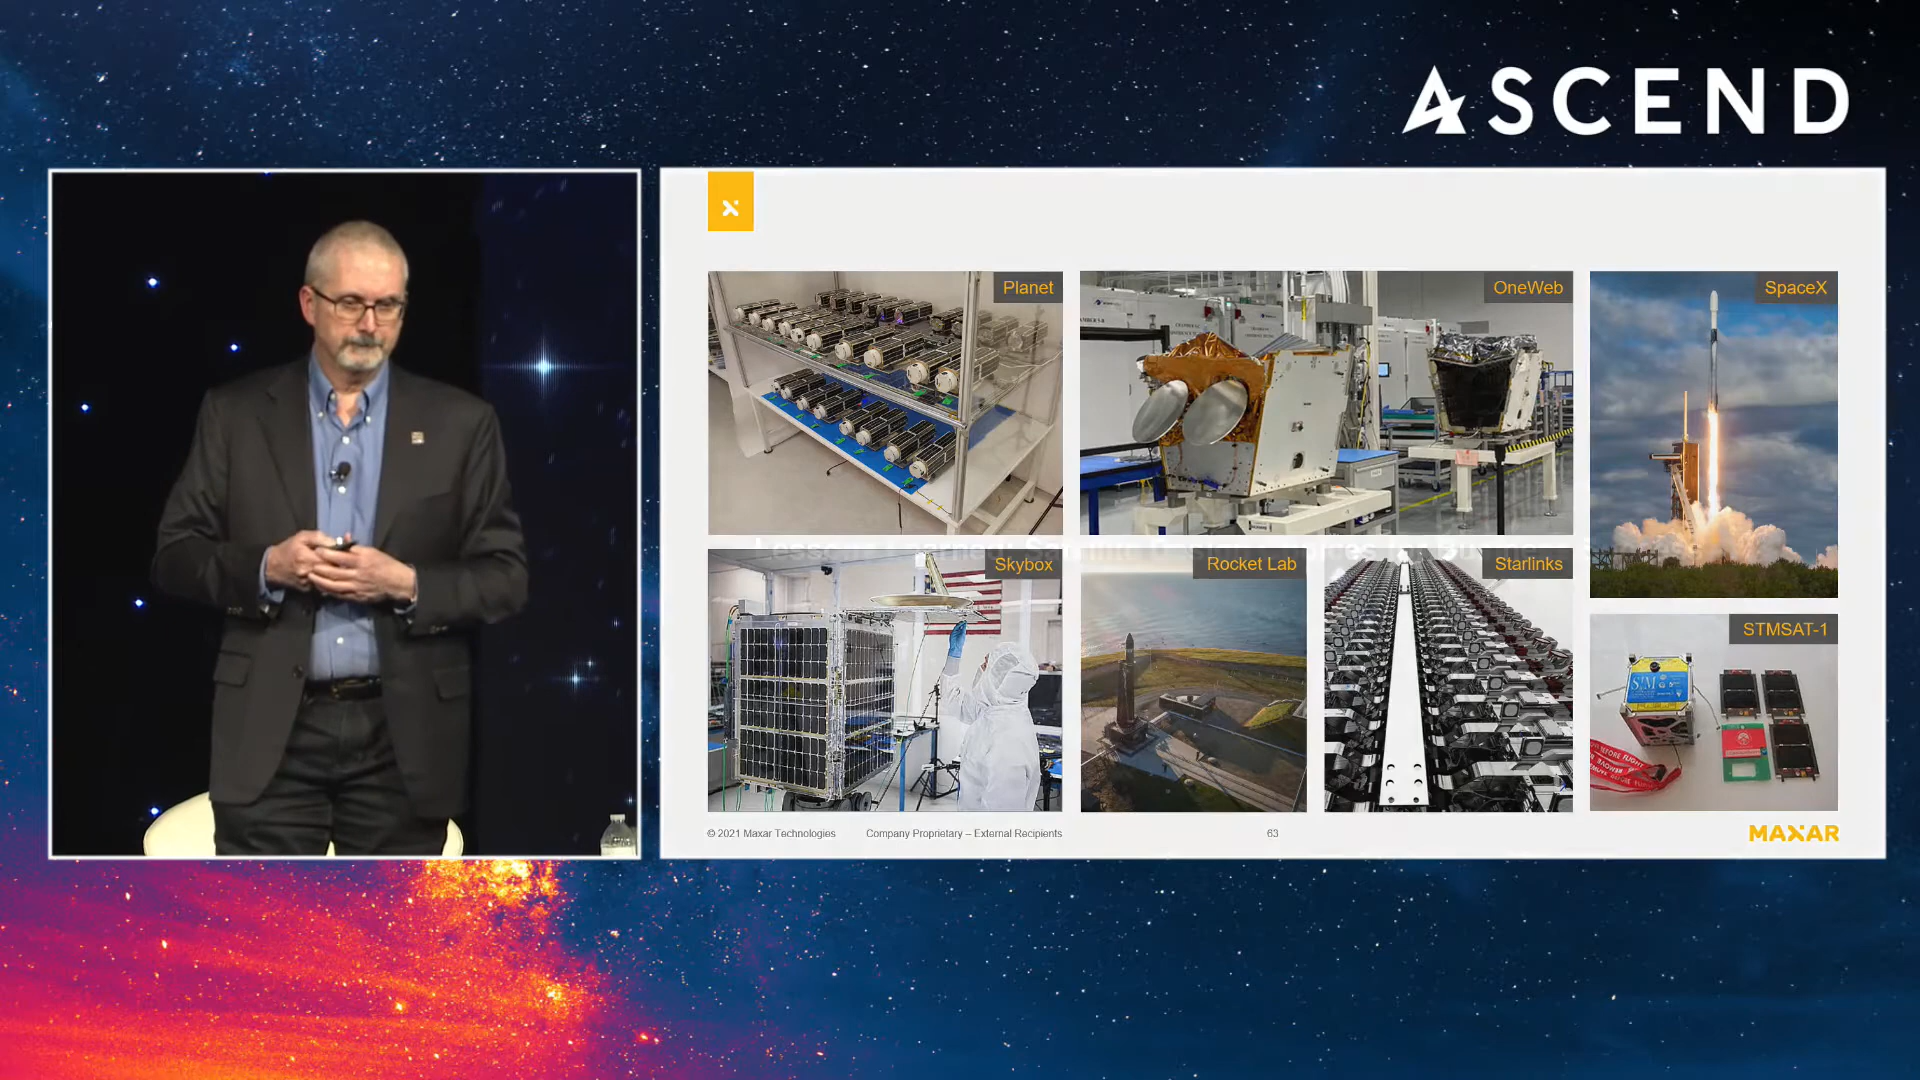 ASCEND
Planet
OneWeb
SpaceX
Skybox
Rocket Lab
Starlinks
STMSAT-1
© 2021 Maxar Technologies
Company Proprietary – External Recipients
63
MAXAR